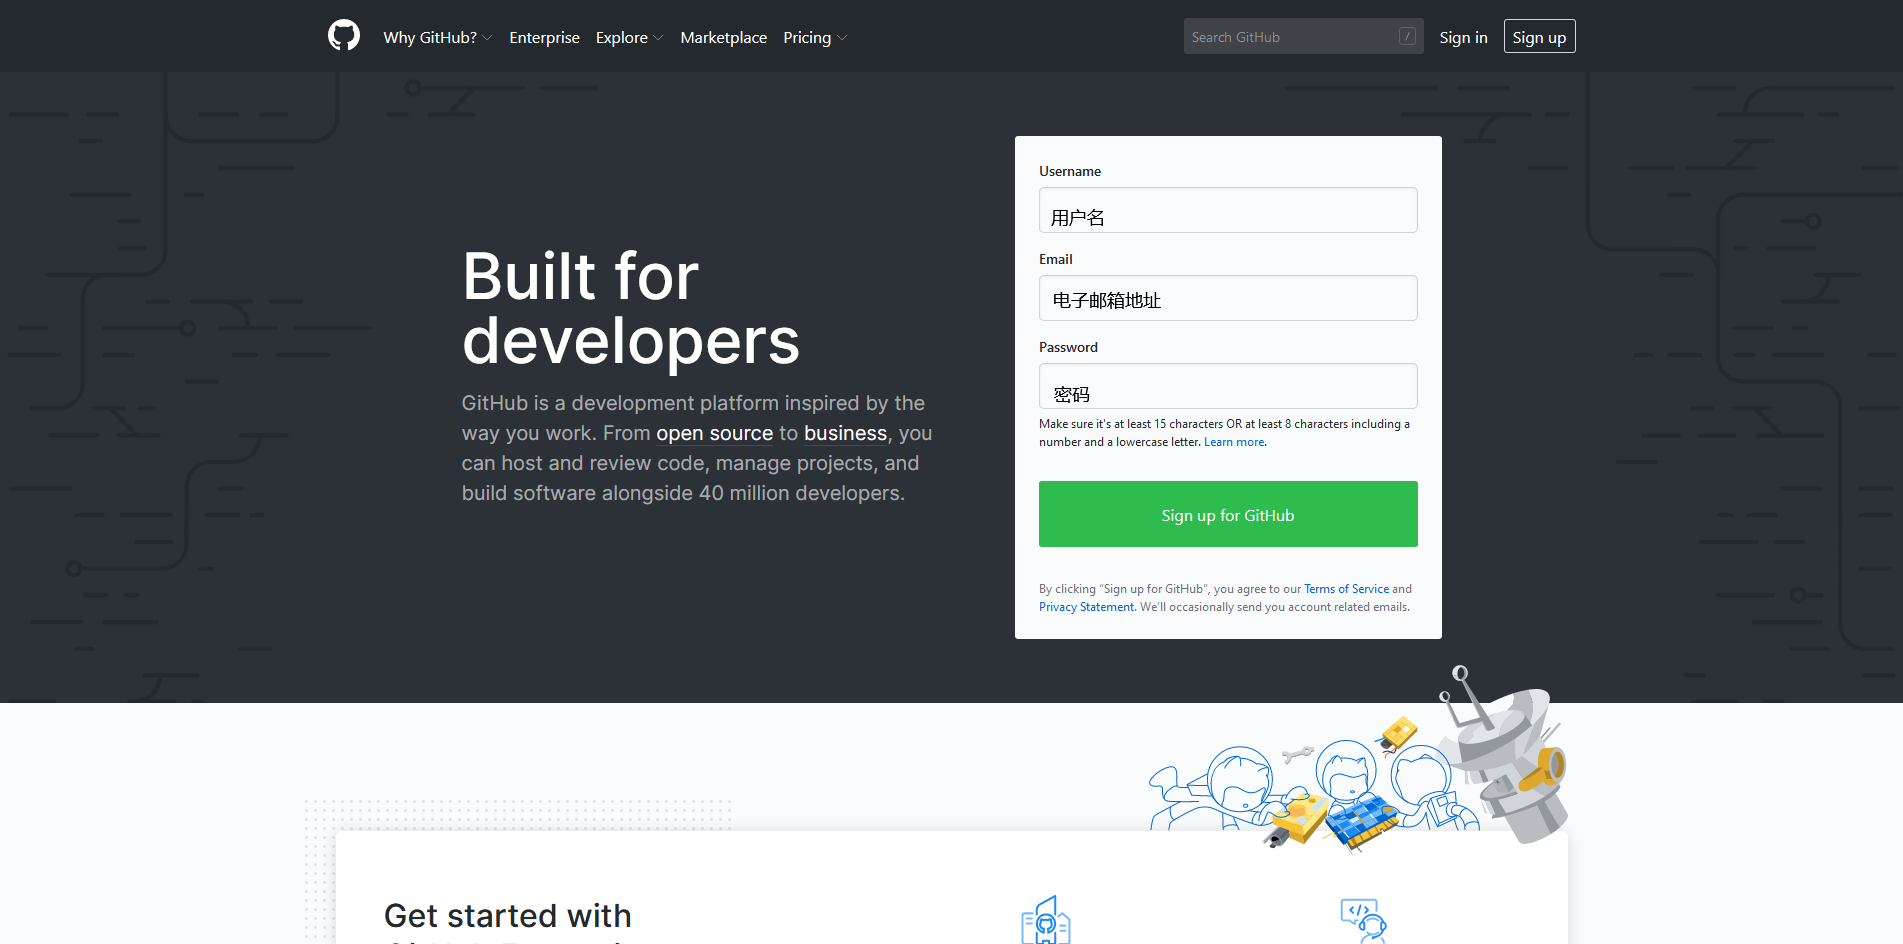 Why GitHub? Enterprise Explore Marketplace Pricing Search GitHub / Sign in Sign up
Built for
developers
GitHub is a development platform inspired by the
way you work. From open source to business, you
can host and review code, manage projects, and
build software alongside 40 million developers.
Username
用户名
Email
电子邮箱地址
Password
密码
Make sure it's at least 15 characters OR at least 8 characters including a
number and a lowercase letter. Learn more.
Sign up for GitHub
By clicking “Sign up for GitHub”, you agree to our Terms of Service and
Privacy Statement. We’ll occasionally send you account related emails.
Get started with